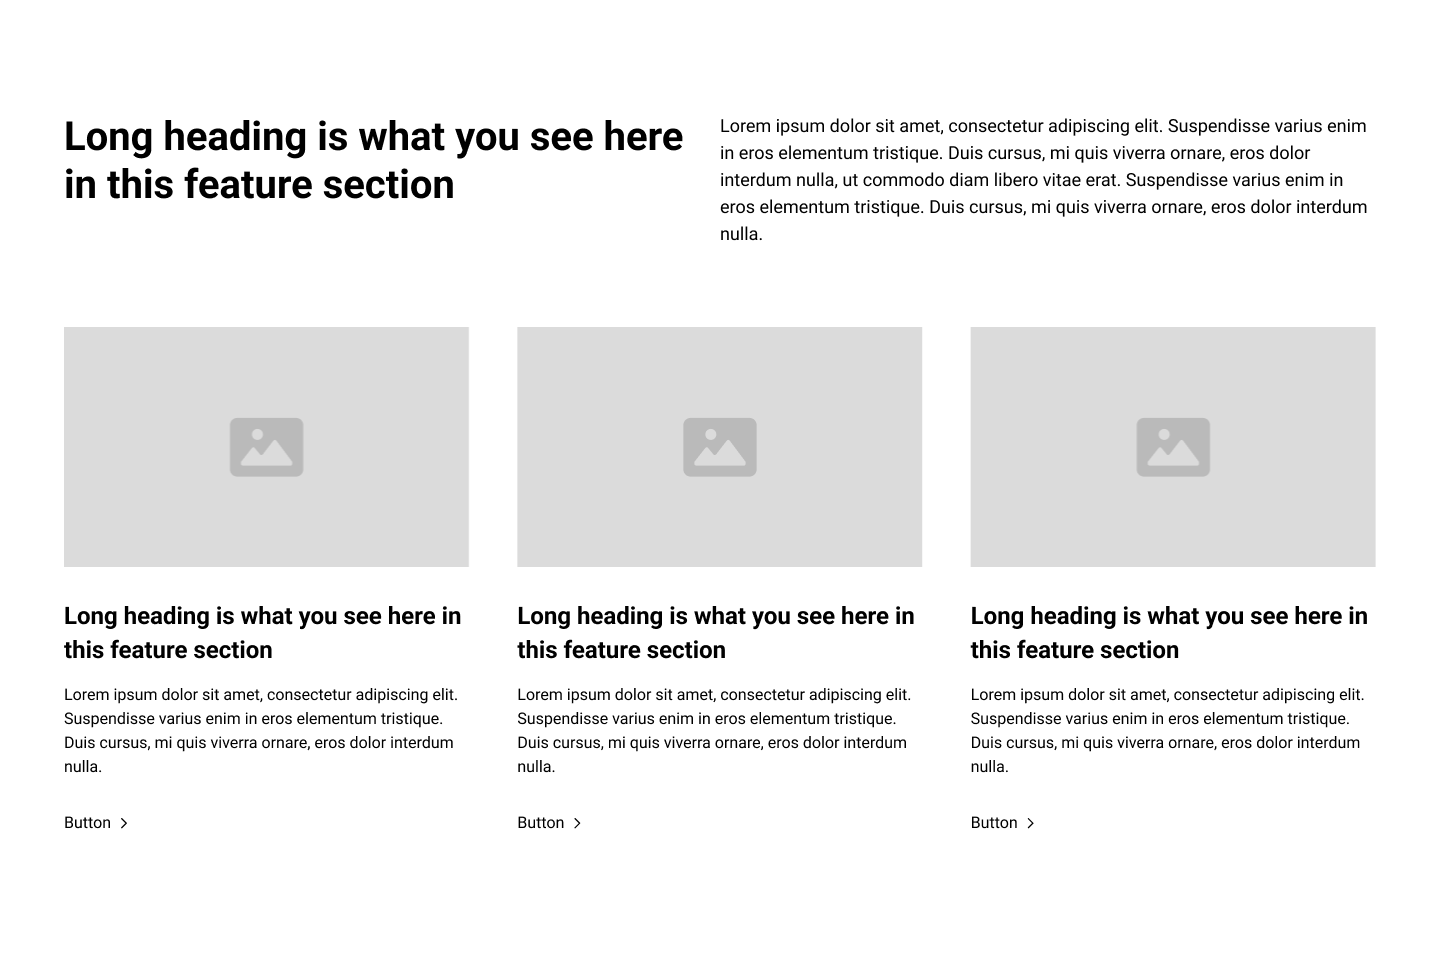 Long heading is what you see here
in this feature section
Lorem ipsum dolor sit amet, consectetur adipiscing elit. Suspendisse varius enim
in eros elementum tristique. Duis cursus, mi quis viverra ornare, eros dolor
interdum nulla, ut commodo diam libero vitae erat. Suspendisse varius enim in
eros elementum tristique. Duis cursus, mi quis viverra ornare, eros dolor interdum
nulla.
Long heading is what you see here in
this feature section
Lorem ipsum dolor sit amet, consectetur adipiscing elit.
Suspendisse varius enim in eros elementum tristique.
Duis cursus, mi quis viverra ornare, eros dolor interdum
nulla.
Button
Long heading is what you see here in
this feature section
Lorem ipsum dolor sit amet, consectetur adipiscing elit.
Suspendisse varius enim in eros elementum tristique.
Duis cursus, mi quis viverra ornare, eros dolor interdum
nulla.
Button
Long heading is what you see here in
this feature section
Lorem ipsum dolor sit amet, consectetur adipiscing elit.
Suspendisse varius enim in eros elementum tristique.
Duis cursus, mi quis viverra ornare, eros dolor interdum
nulla.
Button